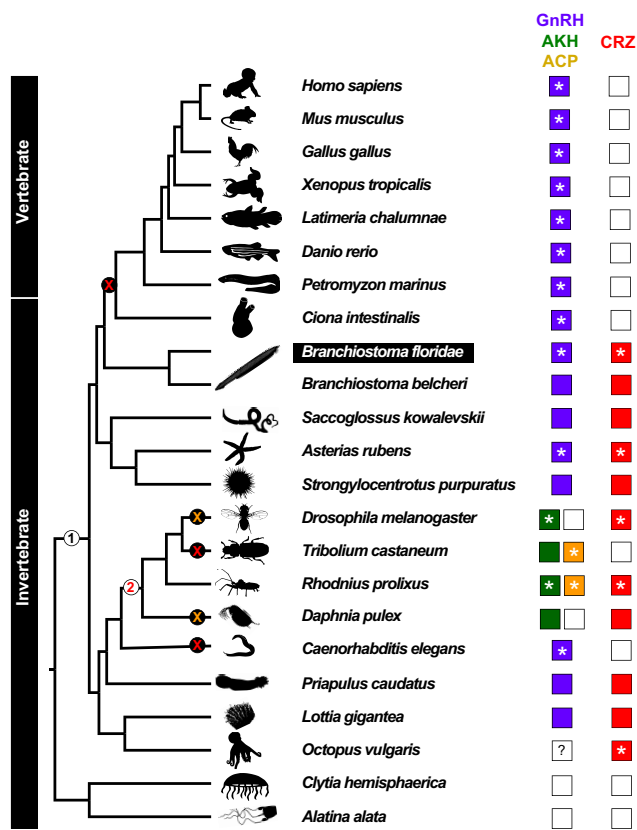 GnRH
AKH CRZ
ACP
Vertebrate
Homo sapiens *
Mus musculus *
Gallus gallus *
Xenopus tropicalis *
Latimeria chalumnae *
Danio rerio *
X Petromyzon marinus *
Ciona intestinalis *
Invertebrate
Branchiostoma floridae * *
Branchiostoma belcheri
Saccoglossus kowalevskii
Asterias rubens * *
Strongylocentrotus purpuratus
X Drosophila melanogaster * *
1
X Tribolium castaneum *
2 Rhodnius prolixus * * *
X Daphnia pulex
X Caenorhabditis elegans *
Priapulus caudatus
Lottia gigantea
Octopus vulgaris ? *
Clytia hemisphaerica
Alatina alata